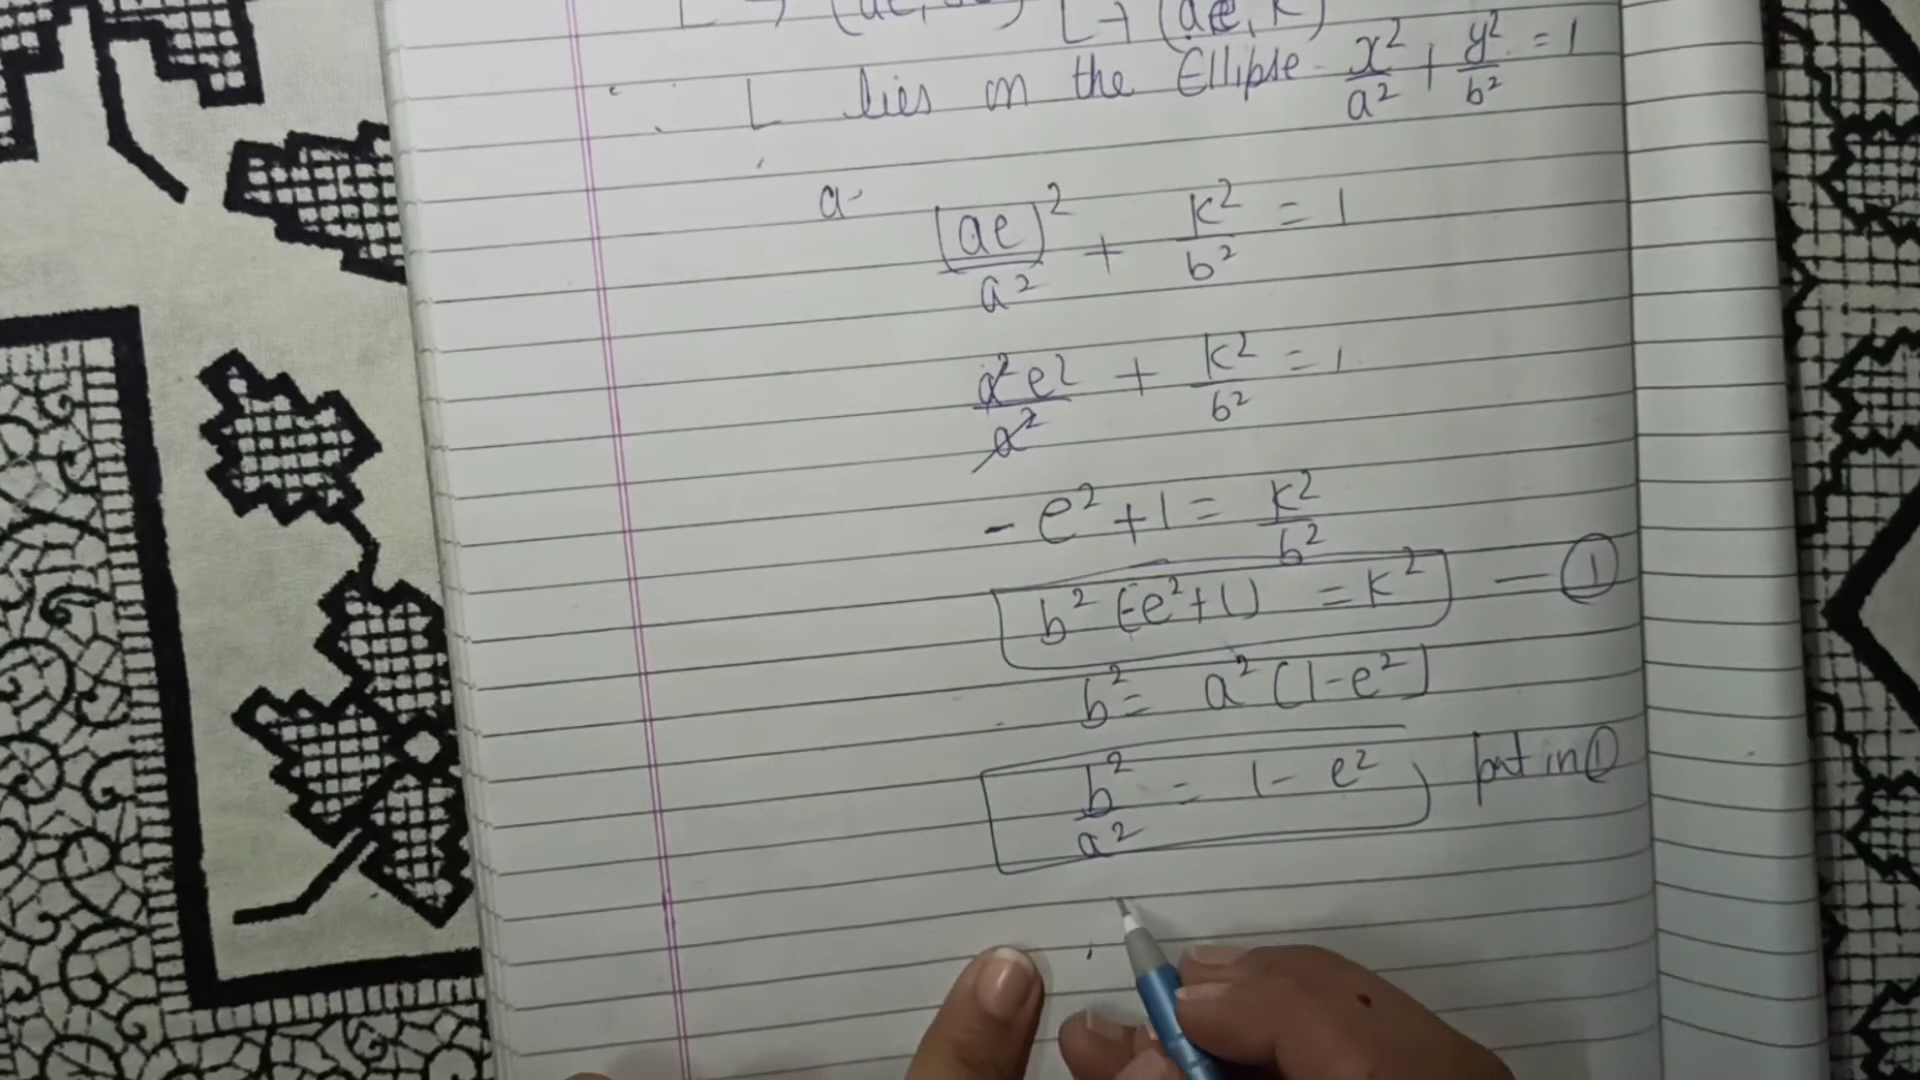 L → (ae, k)
∴ L lies on the Ellipse x²/a² + y²/b² = 1
a
(ae)²/a² + k²/b² = 1
a²e²/a² + k²/b² = 1
- e² + 1 = k²/b²
b² (-e² + 1) = k² — ①
b² = a² (1 - e²)
b²/a² = 1 - e² put in ①